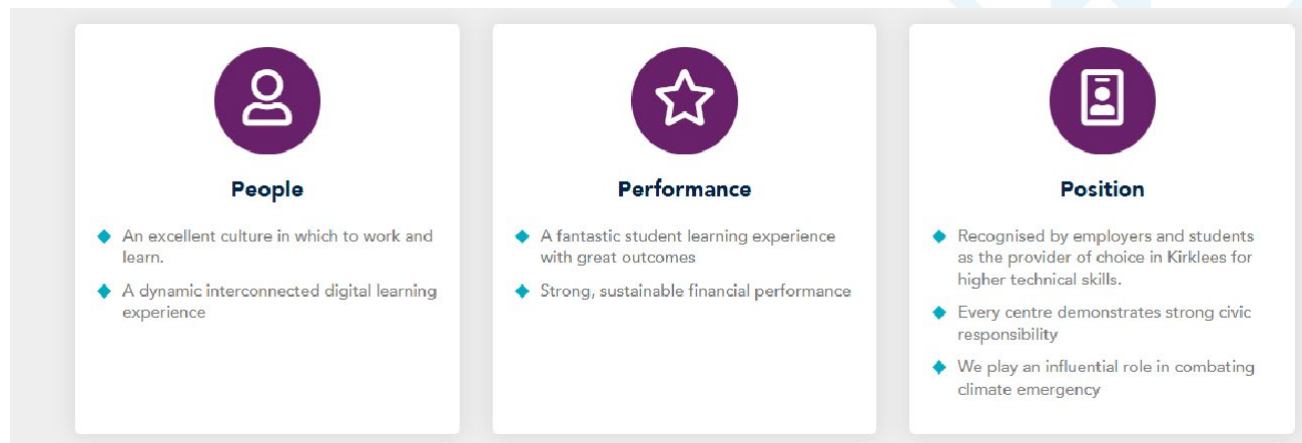 People
An excellent culture in which to work and
learn.
A dynamic interconnected digital learning
experience
Performance
A fantastic student learning experience
with great outcomes
Strong, sustainable financial performance
Position
Recognised by employers and students
as the provider of choice in Kirklees for
higher technical skills.
Every centre demonstrates strong civic
responsibility
We play an influential role in combating
climate emergency